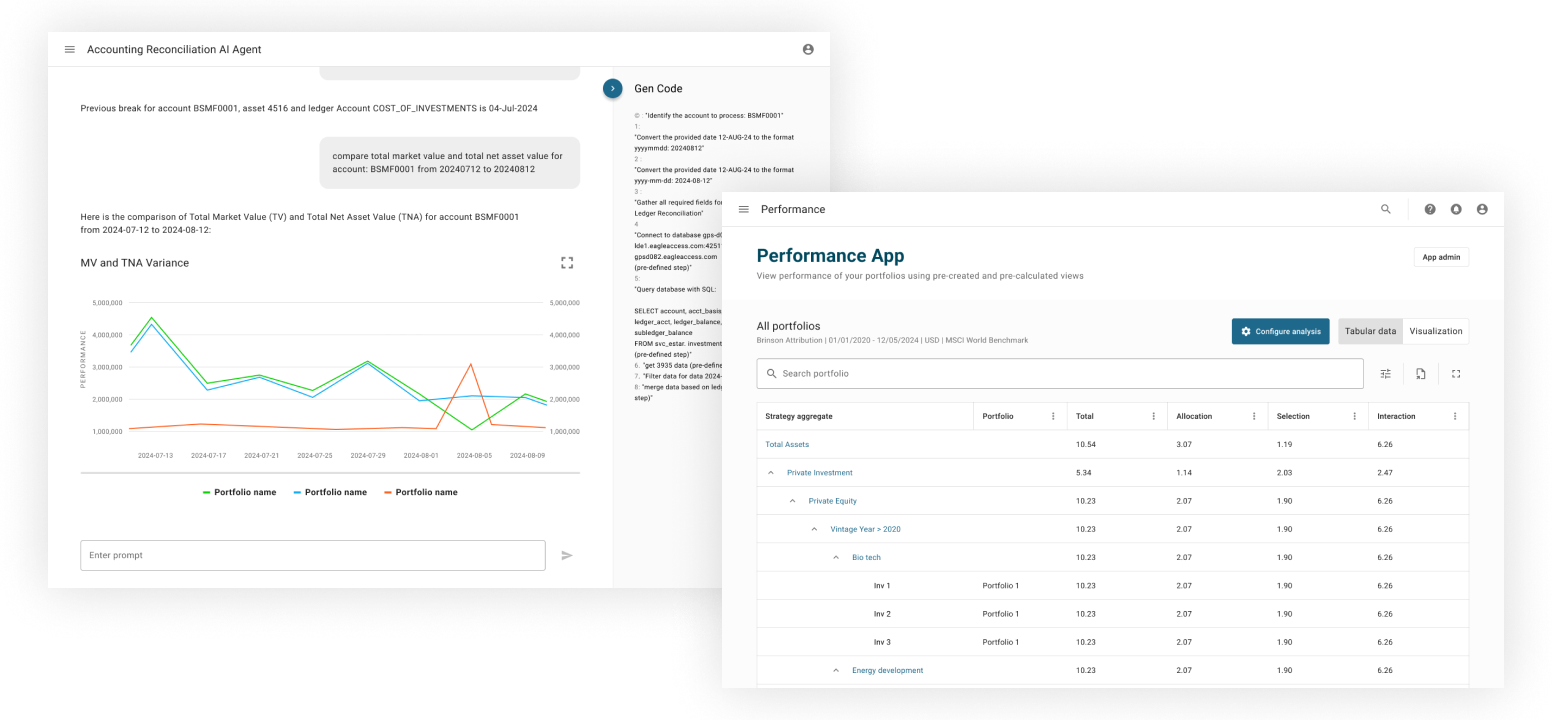 Accounting Reconciliation AI Agent
Previous break for account BSMF0001, asset 4516 and ledger Account COST_OF_INVESTMENTS is 04-Jul-2024
compare total market value and total net asset value for
account: BSMF0001 from 20240712 to 20240812
Here is the comparison of Total Market Value (TV) and Total Net Asset Value (TNA) for account BSMF0001
from 2024-07-12 to 2024-08-12:
MV and TNA Variance
PERFORMANCE
5,000,000 5,000,000
4,000,000 4,000,000
3,000,000 3,000,000
2,000,000 2,000,000
1,000,000 1,000,000
2024-07-13 2024-07-17 2024-07-21 2024-07-25 2024-07-29 2024-08-01 2024-08-05 2024-08-09
Portfolio name Portfolio name Portfolio name
Enter prompt
Gen Code
0 : "Identify the account to process: BSMF0001"
1:
"Convert the provided date 12-AUG-24 to the format
yyyymmdd: 20240812"
2 :
"Convert the provided date 12-AUG-24 to the format
yyyy-mm-dd: 2024-08-12"
3 :
"Gather all required fields fo
Ledger Reconciliation"
4
"Connect to database gps-d0
lde1.eagleaccess.com:4251
gpsd082.eagleaccess.com
(pre-defined step)"
5:
"Query database with SQL:
SELECT account, acct_basis
ledger_acct, ledger_balance,
subledger_balance
FROM svc_estar. investment
(pre-defined step)"
6. "get 3935 data (pre-define
7. "Filter data for data 2024-
8: "merge data based on ledg
step)"
Performance
Performance App
View performance of your portfolios using pre-created and pre-calculated views
App admin
All portfolios
Brinson Attribution | 01/01/2020 - 12/05/2024 | USD | MSCI World Benchmark
Configure analysis
Tabular data Visualization
Search portfolio
Strategy aggregate Portfolio Total Allocation Selection Interaction
Total Assets 10.54 3.07 1.19 6.26
Private Investment 5.34 1.14 2.03 2.47
Private Equity 10.23 2.07 1.90 6.26
Vintage Year > 2020 10.23 2.07 1.90 6.26
Bio tech 10.23 2.07 1.90 6.26
Inv 1 Portfolio 1 10.23 2.07 1.90 6.26
Inv 2 Portfolio 1 10.23 2.07 1.90 6.26
Inv 3 Portfolio 1 10.23 2.07 1.90 6.26
Energy development 10.23 2.07 1.90 6.26